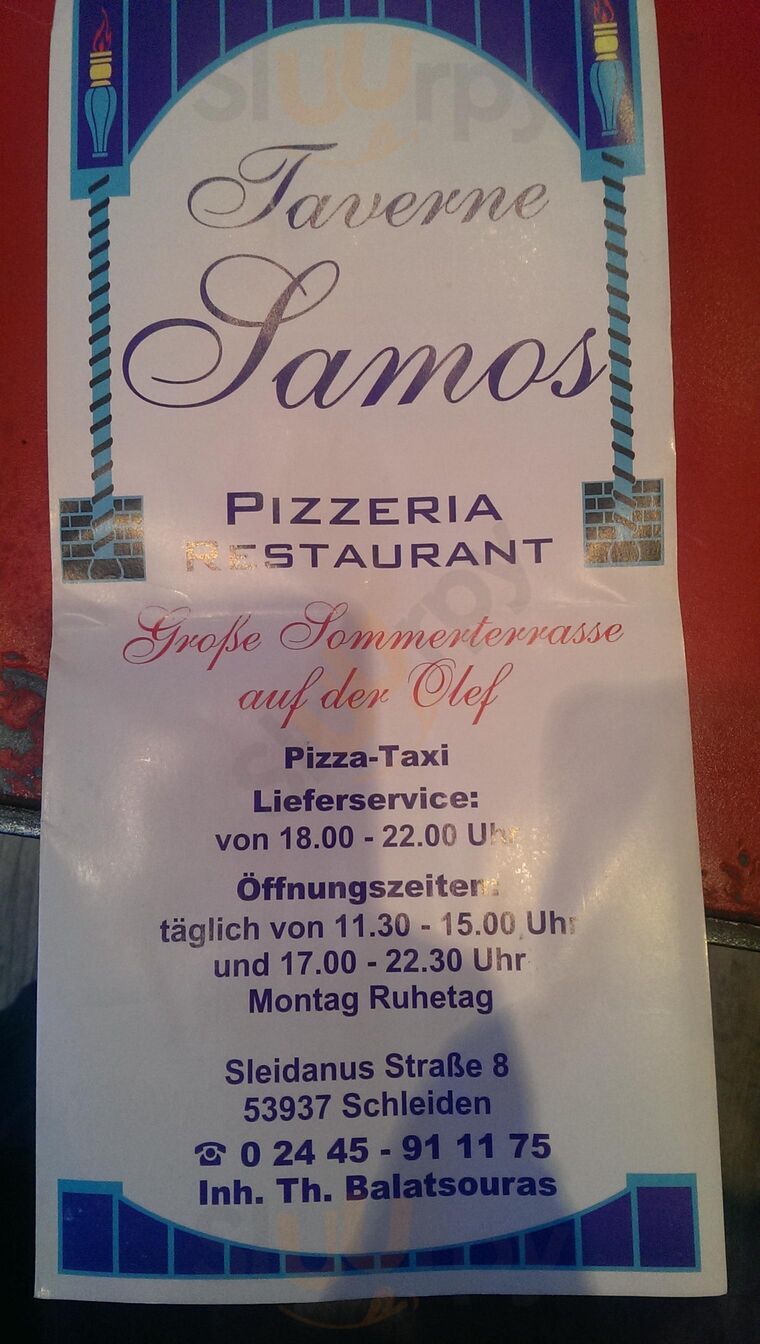 Sluurpy
Taverne
Samos
PIZZERIA
RESTAURANT
Große Sommerterrasse
auf der Olef
Pizza-Taxi
Lieferservice:
von 18.00 - 22.00 Uhr
Öffnungszeiten:
täglich von 11.30 - 15.00 Uhr
und 17.00 - 22.30 Uhr
Montag Ruhetag
Sleidanus Straße 8
53937 Schleiden
☎ 0 24 45 - 91 11 75
Inh. Th. Balatsouras
sluurpy